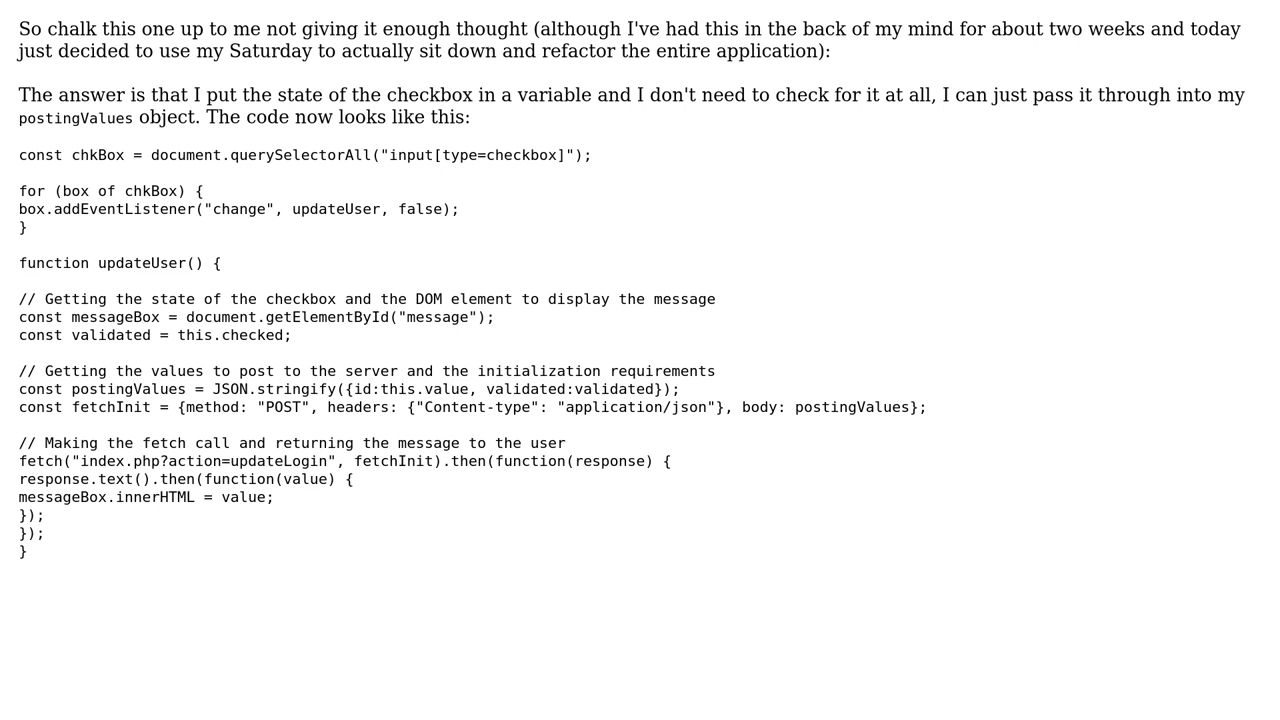 So chalk this one up to me not giving it enough thought (although I've had this in the back of my mind for about two weeks and today
just decided to use my Saturday to actually sit down and refactor the entire application):
The answer is that I put the state of the checkbox in a variable and I don't need to check for it at all, I can just pass it through into my
postingValues object. The code now looks like this:
const chkBox = document.querySelectorAll("input[type=checkbox]");
for (box of chkBox) {
box.addEventListener("change", updateUser, false);
}
function updateUser() {
// Getting the state of the checkbox and the DOM element to display the message
const messageBox = document.getElementById("message");
const validated = this.checked;
// Getting the values to post to the server and the initialization requirements
const postingValues = JSON.stringify({id:this.value, validated:validated});
const fetchInit = {method: "POST", headers: {"Content-type": "application/json"}, body: postingValues};
// Making the fetch call and returning the message to the user
fetch("index.php?action=updateLogin", fetchInit).then(function(response) {
response.text().then(function(value) {
messageBox.innerHTML = value;
});
});
}